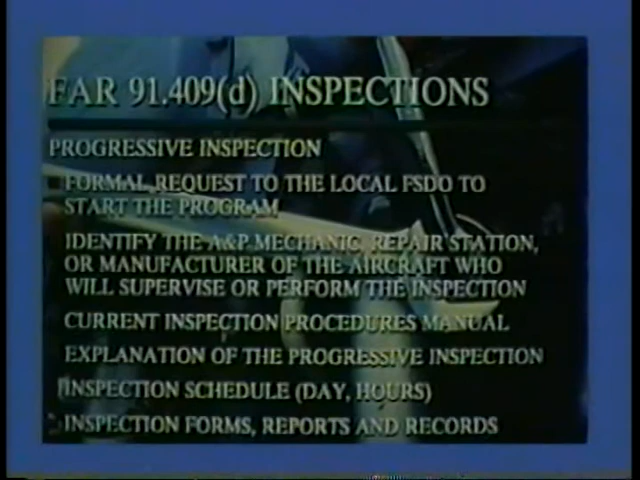 FAR 91.409(d) INSPECTIONS
PROGRESSIVE INSPECTION
FORMAL REQUEST TO THE LOCAL FSDO TO
START THE PROGRAM
IDENTIFY THE A&P MECHANIC, REPAIR STATION,
OR MANUFACTURER OF THE AIRCRAFT WHO
WILL SUPERVISE OR PERFORM THE INSPECTION
CURRENT INSPECTION PROCEDURES MANUAL
EXPLANATION OF THE PROGRESSIVE INSPECTION
INSPECTION SCHEDULE (DAY, HOURS)
INSPECTION FORMS, REPORTS AND RECORDS